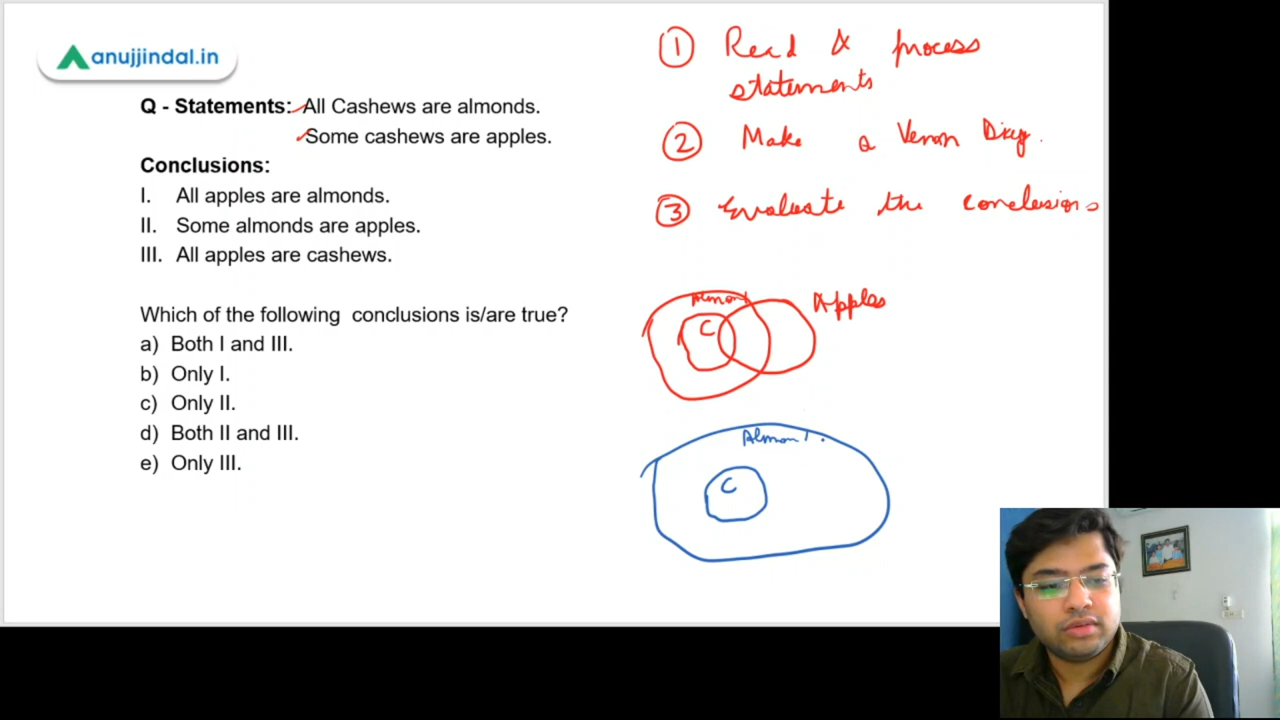 anujjindal.in
Q - Statements: All Cashews are almonds.
Some cashews are apples.
Conclusions:
I. All apples are almonds.
II. Some almonds are apples.
III. All apples are cashews.
Which of the following conclusions is/are true?
a) Both I and III.
b) Only I.
c) Only II.
d) Both II and III.
e) Only III.
① Read & process
statements
② Make a Venn Diag.
③ Evaluate the conclusions
Almond
Apples
C
Almond.
C